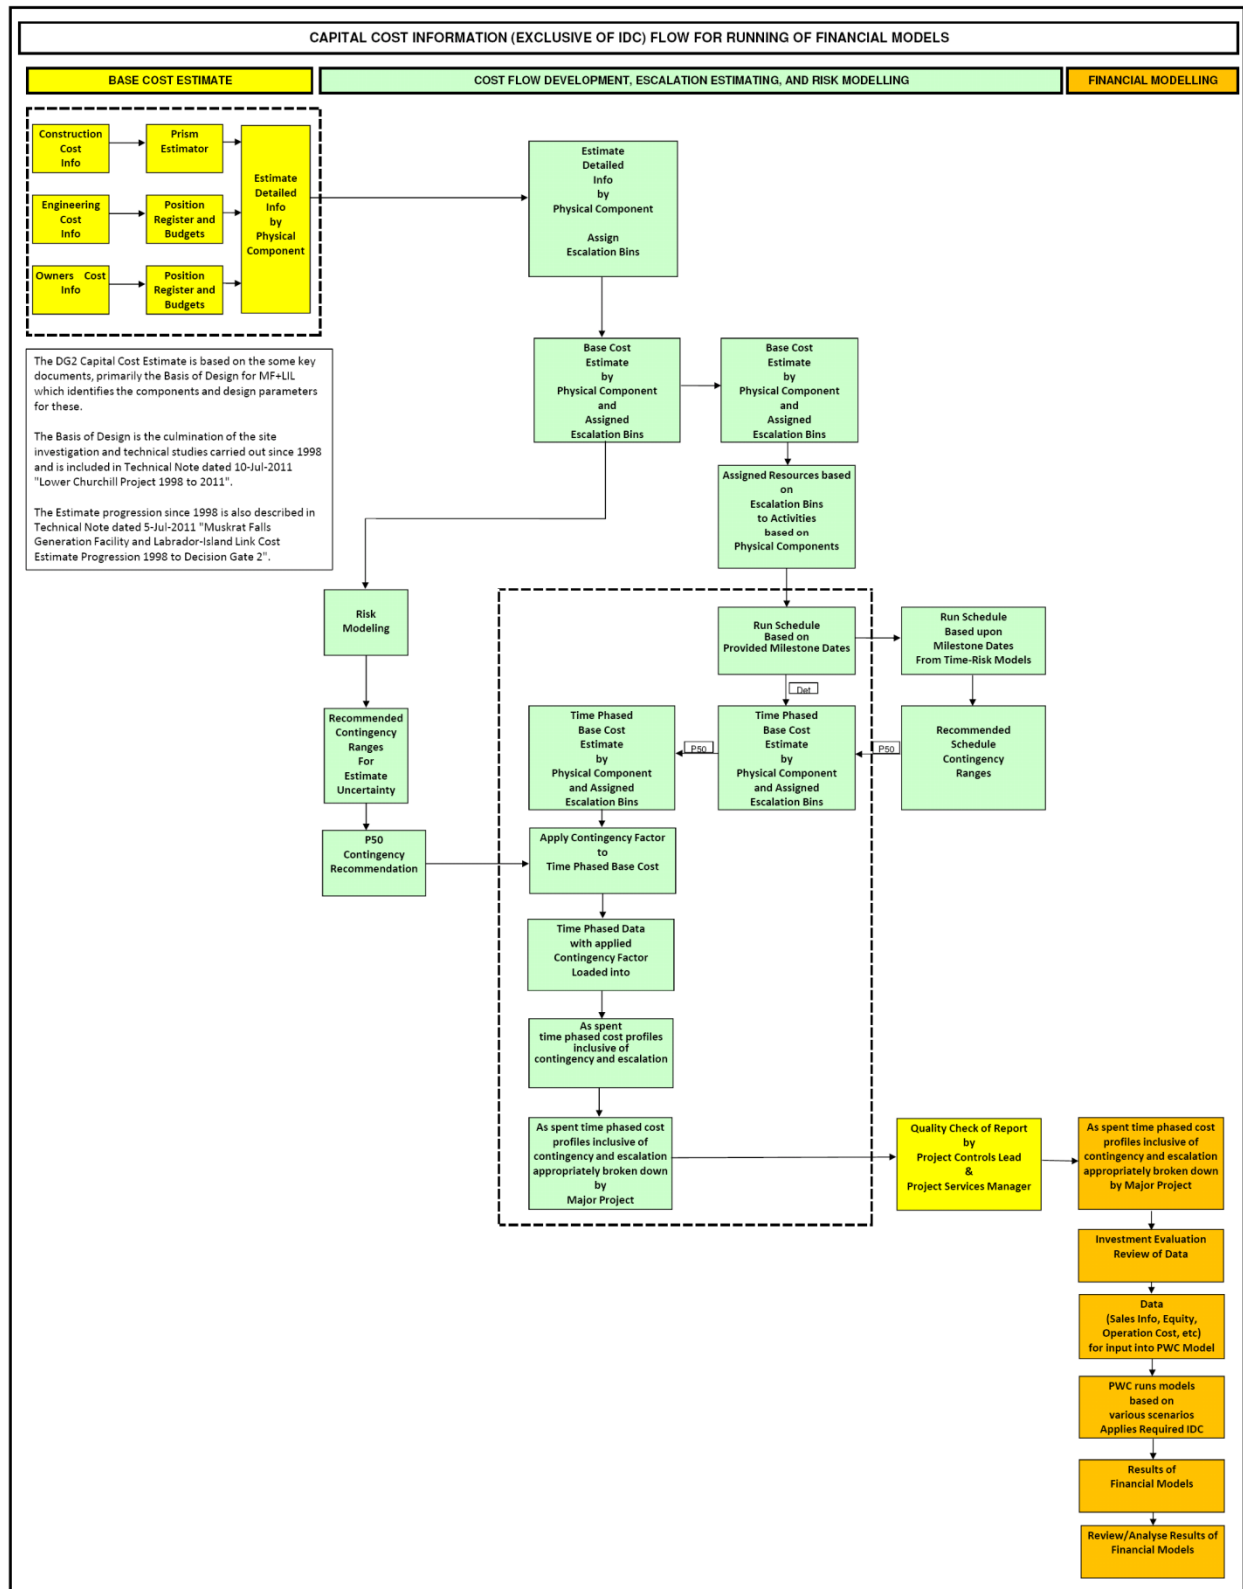 CAPITAL COST INFORMATION (EXCLUSIVE OF IDC) FLOW FOR RUNNING OF FINANCIAL MODELS
BASE COST ESTIMATE
COST FLOW DEVELOPMENT, ESCALATION ESTIMATING, AND RISK MODELLING
FINANCIAL MODELLING
Construction
Cost
Info
Prism
Estimator
Engineering
Cost
Info
Position
Register and
Budgets
Owners Cost
Info
Position
Register and
Budgets
Estimate
Detailed
Info
by
Physical
Component
Estimate
Detailed
Info
by
Physical Component
Assign
Escalation Bins
The DG2 Capital Cost Estimate is based on the some key
documents, primarily the Basis of Design for MF+LIL
which identifies the components and design parameters
for these.
The Basis of Design is the culmination of the site
investigation and technical studies carried out since 1998
and is included in Technical Note dated 10-Jul-2011
"Lower Churchill Project 1998 to 2011".
The Estimate progression since 1998 is also described in
Technical Note dated 5-Jul-2011 "Muskrat Falls
Generation Facility and Labrador-Island Link Cost
Estimate Progression 1998 to Decision Gate 2".
Base Cost
Estimate
by
Physical Component
and
Assigned
Escalation Bins
Base Cost
Estimate
by
Physical Component
and
Assigned
Escalation Bins
Assigned Resources based
on
Escalation Bins
to Activities
based on
Physical Components
Risk
Modeling
Run Schedule
Based on
Provided Milestone Dates
Run Schedule
Based upon
Milestone Dates
From Time-Risk Models
Det
Recommended
Contingency
Ranges
For
Estimate
Uncertainty
Time Phased
Base Cost
Estimate
by
Physical Component
and Assigned
Escalation Bins
P50
Time Phased
Base Cost
Estimate
by
Physical Component
and Assigned
Escalation Bins
P50
Recommended
Schedule
Contingency
Ranges
P50
Contingency
Recommendation
Apply Contingency Factor
to
Time Phased Base Cost
Time Phased Data
with applied
Contingency Factor
Loaded into
As spent
time phased cost profiles
inclusive of
contingency and escalation
As spent time phased cost
profiles inclusive of
contingency and escalation
appropriately broken down
by
Major Project
Quality Check of Report
by
Project Controls Lead
&
Project Services Manager
As spent time phased cost
profiles inclusive of
contingency and escalation
appropriately broken down
by Major Project
Investment Evaluation
Review of Data
Data
(Sales Info, Equity,
Operation Cost, etc)
for input into PWC Model
PWC runs models
based on
various scenarios
Applies Required IDC
Results of
Financial Models
Review/Analyse Results of
Financial Models